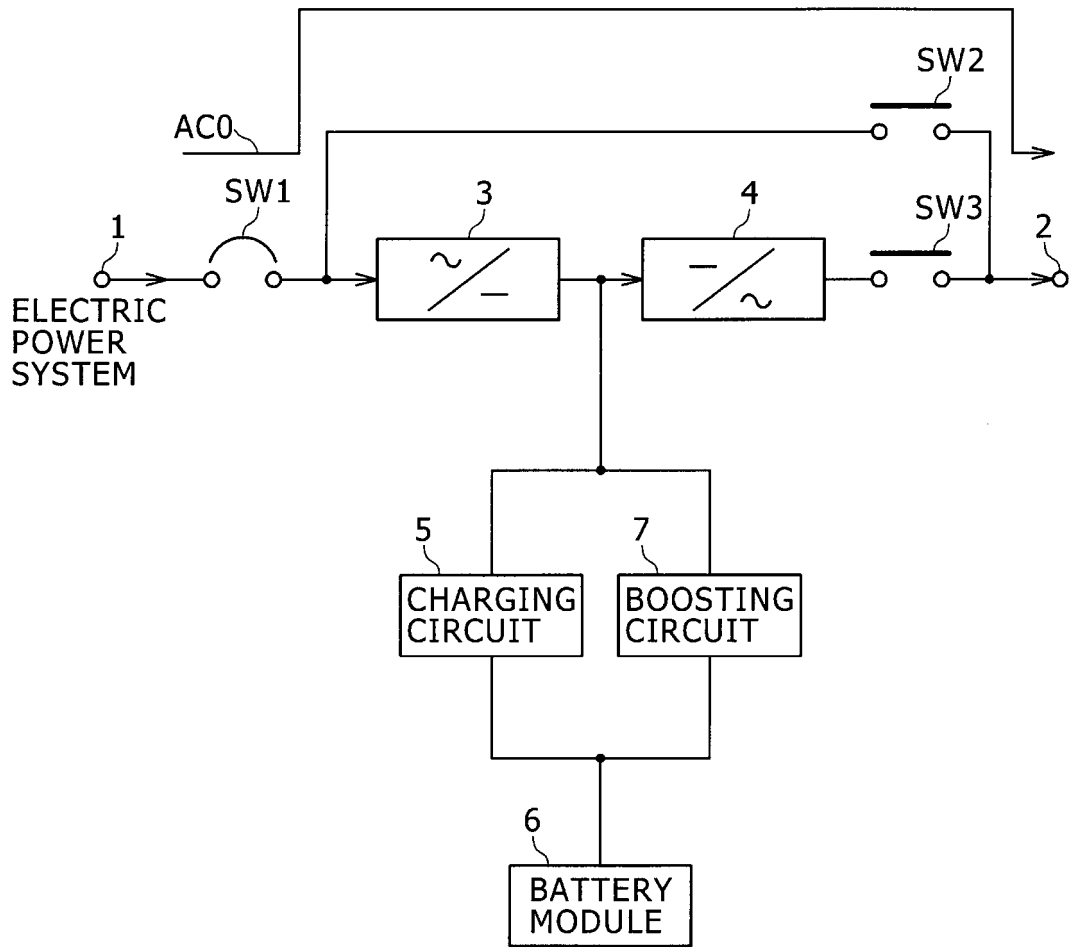 SW2
AC0
SW1
3
4
SW3
1
2
ELECTRIC
POWER
SYSTEM
5
7
CHARGING
CIRCUIT
BOOSTING
CIRCUIT
6
BATTERY
MODULE